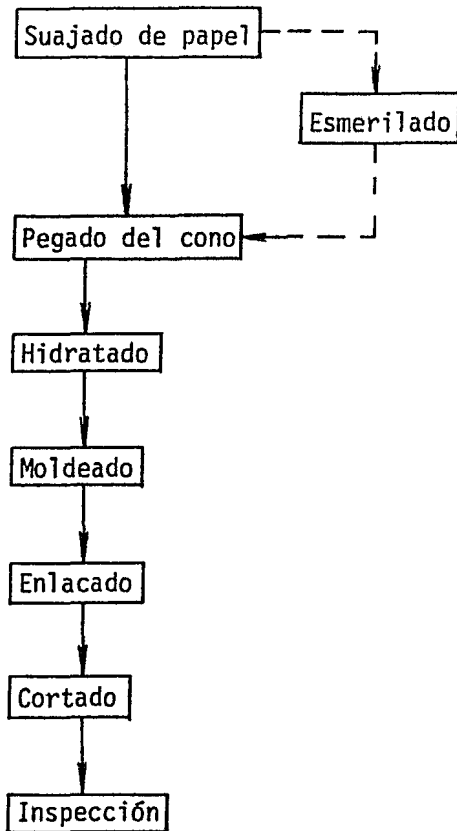 Suajado de papel
Esmerilado
Pegado del cono
Hidratado
Moldeado
Enlacado
Cortado
Inspección